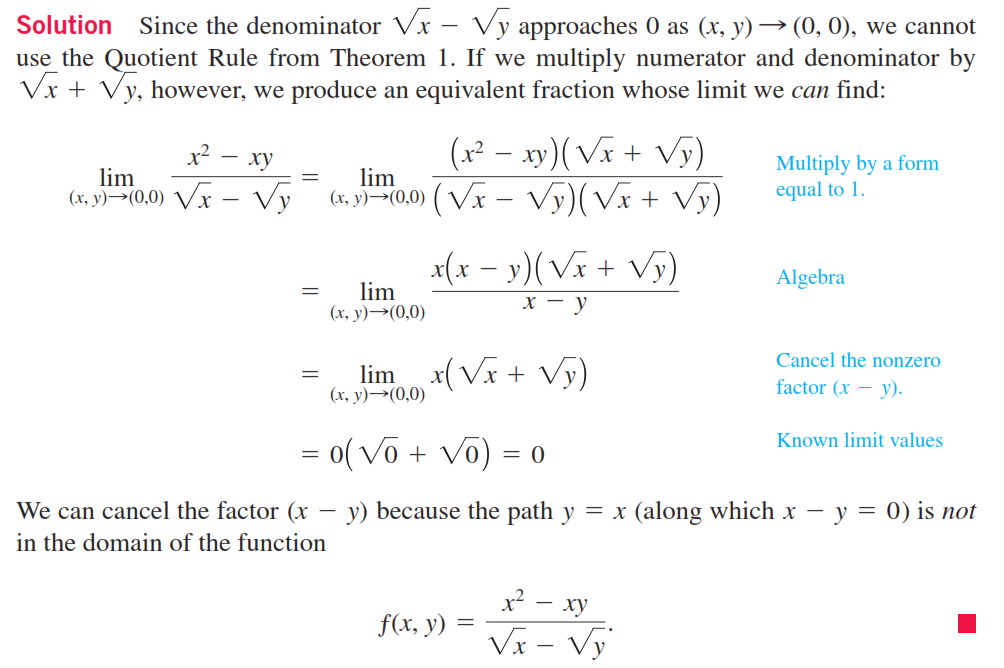 Solution Since the denominator √x − √y approaches 0 as (x, y) → (0, 0), we cannot
use the Quotient Rule from Theorem 1. If we multiply numerator and denominator by
√x + √y, however, we produce an equivalent fraction whose limit we can find:
lim_{(x, y)→(0,0)} (x² − xy)/(√x − √y) = lim_{(x, y)→(0,0)} ((x² − xy)(√x + √y))/((√x − √y)(√x + √y)) Multiply by a form
equal to 1.
= lim_{(x, y)→(0,0)} (x(x − y)(√x + √y))/(x − y) Algebra
= lim_{(x, y)→(0,0)} x(√x + √y) Cancel the nonzero
factor (x − y).
= 0(√0 + √0) = 0 Known limit values
We can cancel the factor (x − y) because the path y = x (along which x − y = 0) is not
in the domain of the function
f(x, y) = (x² − xy)/(√x − √y).